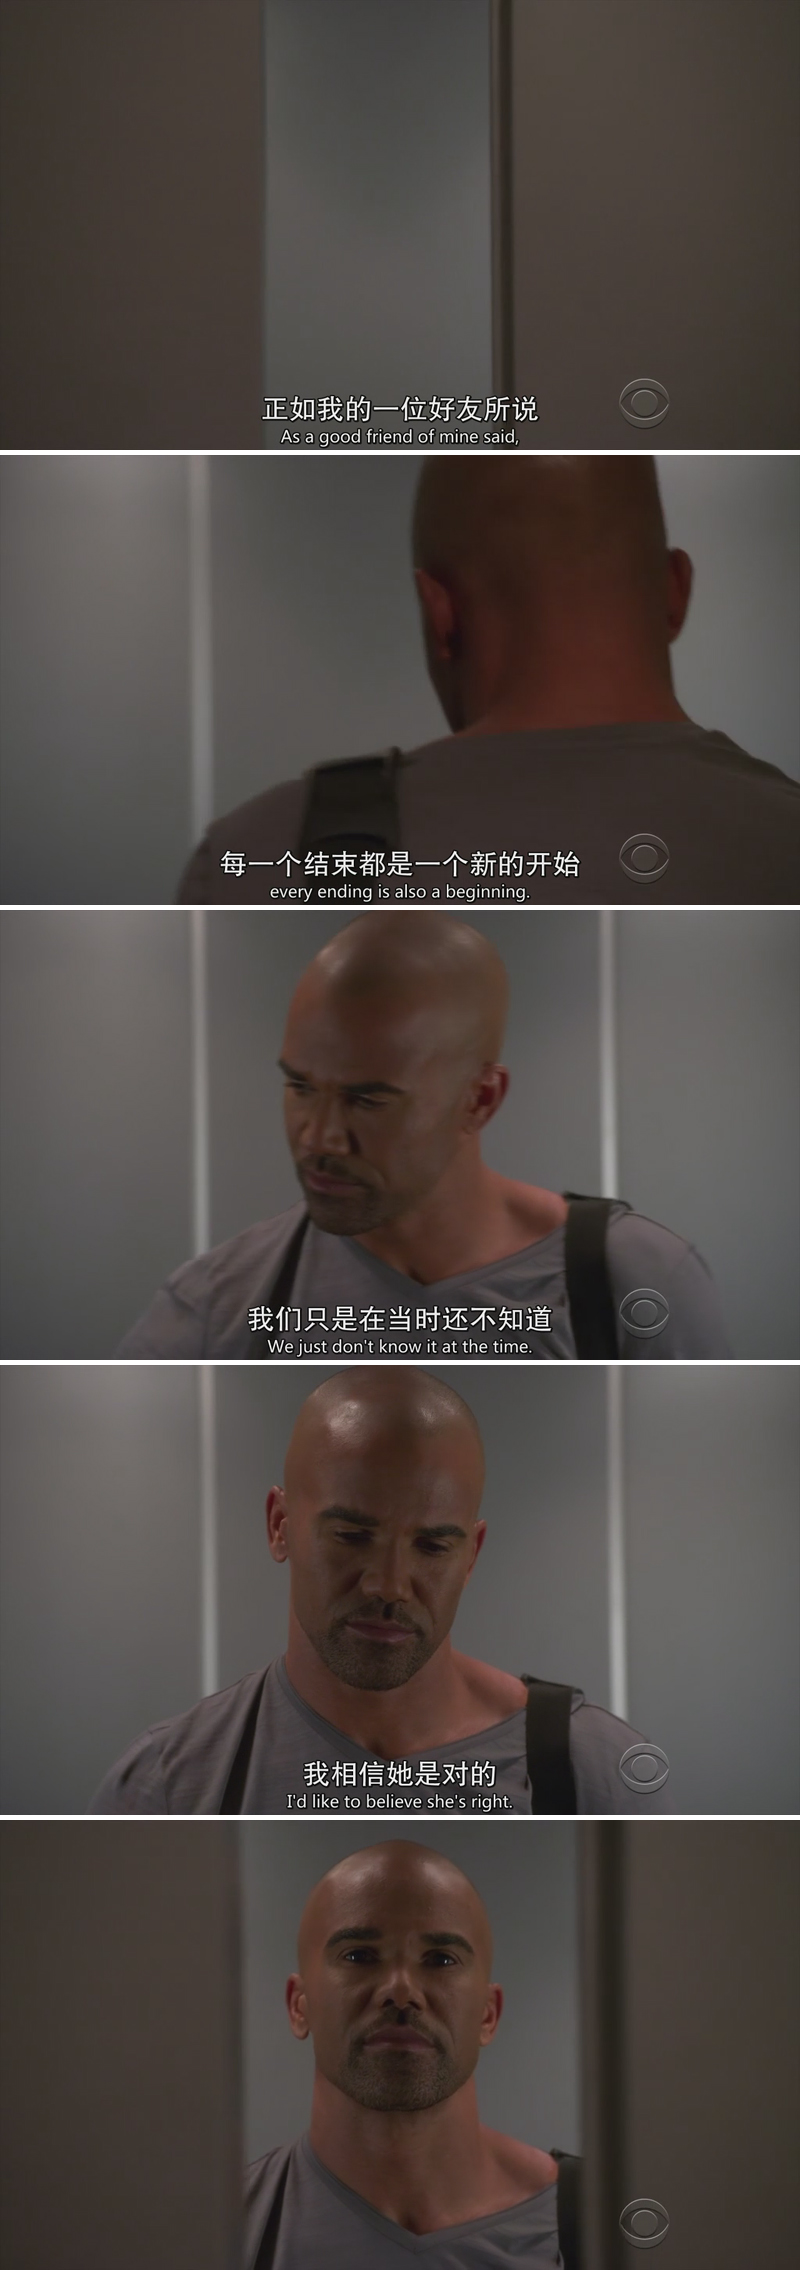 正如我的一位好友所说
As a good friend of mine said,
每一个结束都是一个新的开始
every ending is also a beginning.
我们只是在当时还不知道
We just don't know it at the time.
我相信她是对的
I'd like to believe she's right.